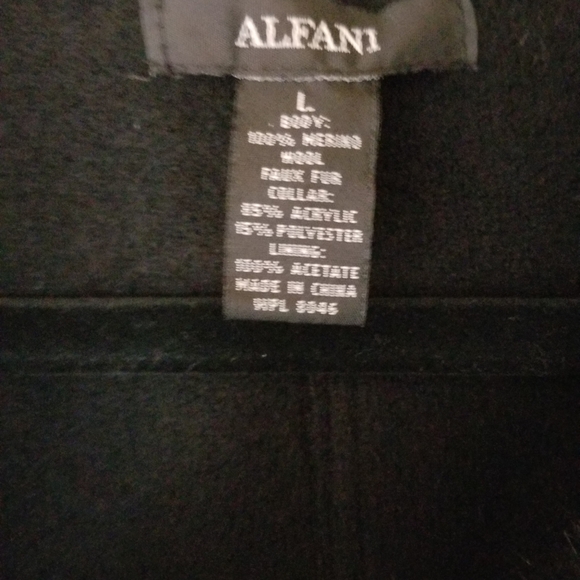 ALFANI
L
BODY:
100% MERINO
WOOL
FAUX FUR
COLLAR:
85% ACRYLIC
15% POLYESTER
LINING:
100% ACETATE
MADE IN CHINA
WPL 8046